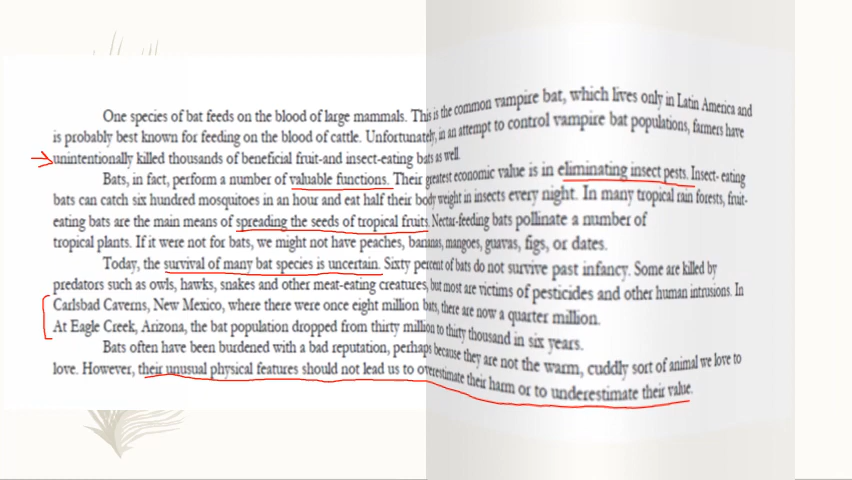 One species of bat feeds on the blood of large mammals. This is the common vampire bat, which lives only in Latin America and
is probably best known for feeding on the blood of cattle. Unfortunately, in an attempt to control vampire bat populations, farmers have
unintentionally killed thousands of beneficial fruit-and insect-eating bats as well.
Bats, in fact, perform a number of valuable functions. Their greatest economic value is in eliminating insect pests. Insect- eating
bats can catch six hundred mosquitoes in an hour and eat half their body weight in insects every night. In many tropical rain forests, fruit-
eating bats are the main means of spreading the seeds of tropical fruits. Nectar-feeding bats pollinate a number of
tropical plants. If it were not for bats, we might not have peaches, bananas, mangoes, guavas, figs, or dates.
Today, the survival of many bat species is uncertain. Sixty percent of bats do not survive past infancy. Some are killed by
predators such as owls, hawks, snakes and other meat-eating creatures, but most are victims of pesticides and other human intrusions. In
Carlsbad Caverns, New Mexico, where there were once eight million bats, there are now a quarter million.
At Eagle Creek, Arizona, the bat population dropped from thirty million to thirty thousand in six years.
Bats often have been burdened with a bad reputation, perhaps because they are not the warm, cuddly sort of animal we love to
love. However, their unusual physical features should not lead us to overestimate their harm or to underestimate their value.